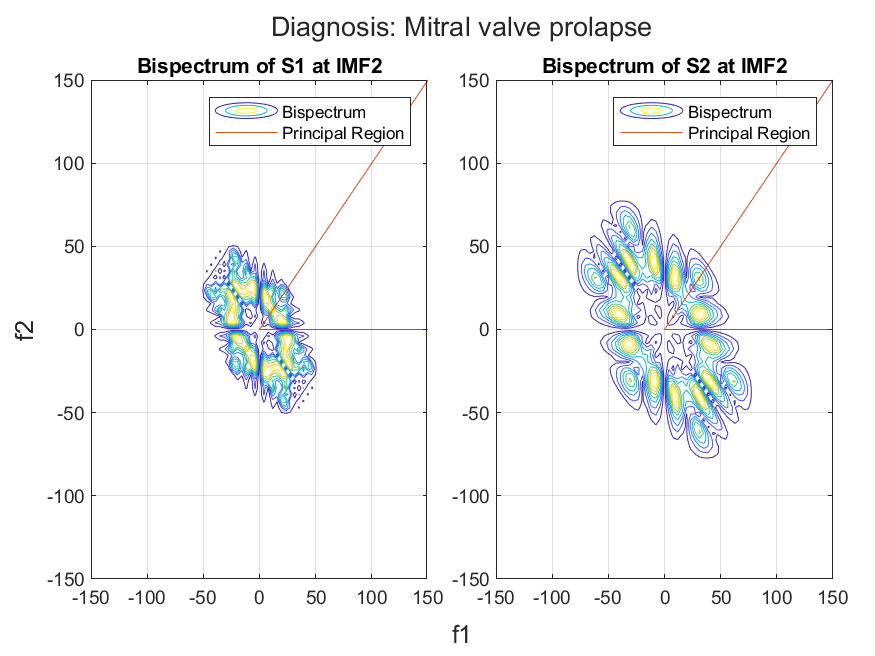 Diagnosis: Mitral valve prolapse
Bispectrum of S1 at IMF2
Bispectrum of S2 at IMF2
150
100
50
0
-50
-100
-150
-150 -100 -50 0 50 100 150
Bispectrum
Principal Region
150
100
50
0
-50
-100
-150
-150 -100 -50 0 50 100 150
Bispectrum
Principal Region
f2
f1